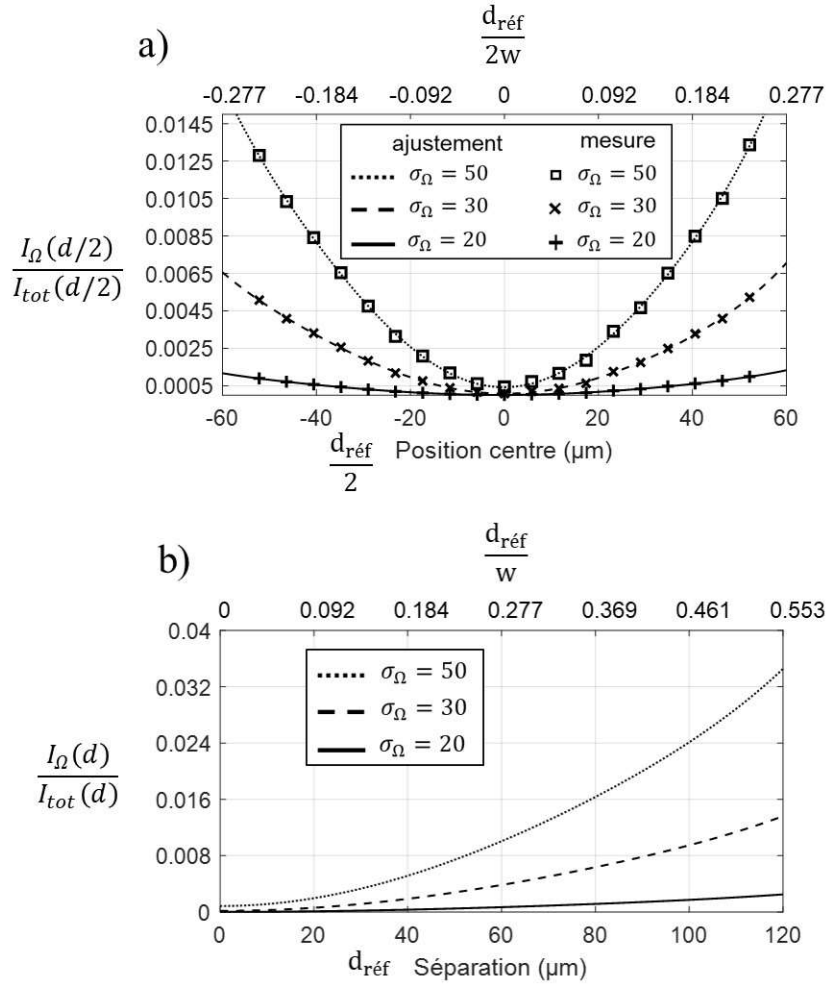 a)
d_réf
2w
-0.277 -0.184 -0.092 0 0.092 0.184 0.277
0.0145
0.0125
0.0105
0.0085
0.0065
0.0045
0.0025
0.0005
ajustement mesure
σ_Ω = 50 σ_Ω = 50
σ_Ω = 30 σ_Ω = 30
σ_Ω = 20 σ_Ω = 20
I_Ω(d/2)
I_tot(d/2)
-60 -40 -20 0 20 40 60
d_réf
2
Position centre (µm)
b)
d_réf
w
0 0.092 0.184 0.277 0.369 0.461 0.553
0.04
0.032
0.024
0.016
0.008
0
σ_Ω = 50
σ_Ω = 30
σ_Ω = 20
I_Ω(d)
I_tot(d)
0 20 40 60 80 100 120
d_réf Séparation (µm)